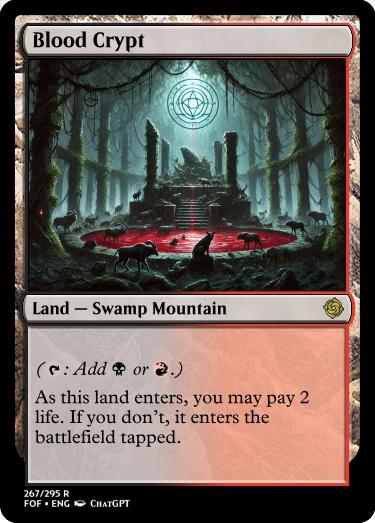 Blood Crypt
Land — Swamp Mountain
( : Add or .)
As this land enters, you may pay 2
life. If you don't, it enters the
battlefield tapped.
267/295 R
FOF • ENG ChatGPT